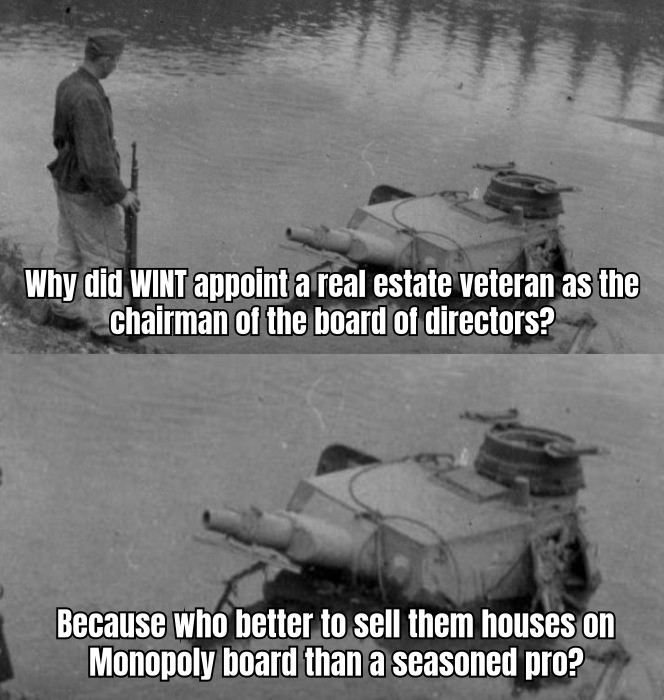 Why did WINT appoint a real estate veteran as the
chairman of the board of directors?
Because who better to sell them houses on
Monopoly board than a seasoned pro?